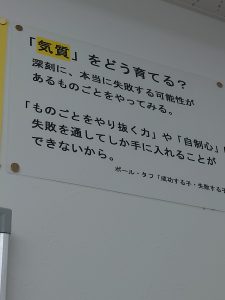 「気質」をどう育てる?
深刻に、本当に失敗する可能性が
あるものごとをやってみる。
「ものごとをやり抜く力」や「自制心」
失敗を通してしか手に入れることが
できないから。
ポール・タフ「成功する子・失敗する子